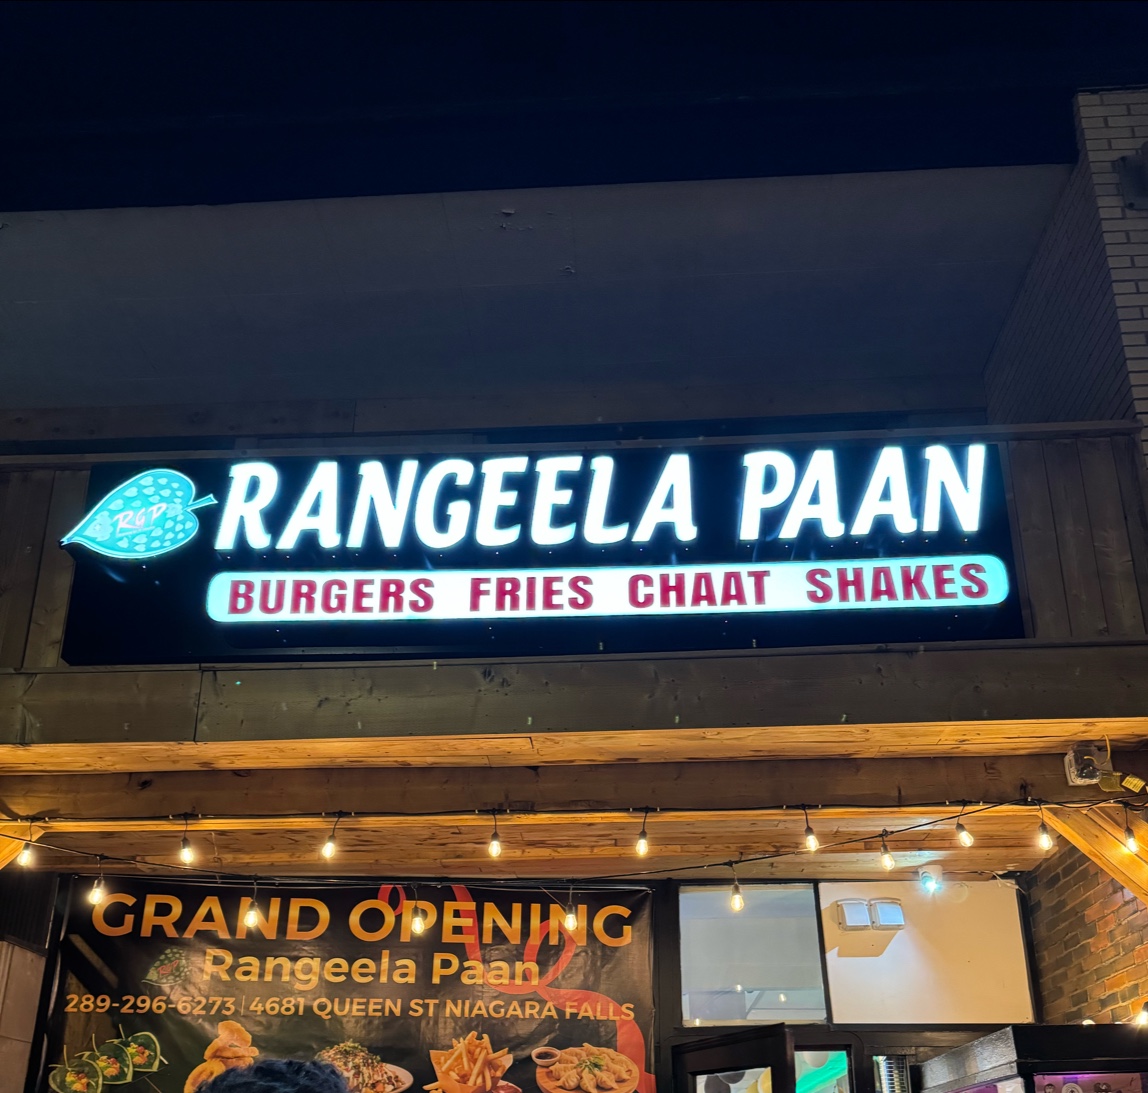 RGP
RANGEELA PAAN
BURGERS FRIES CHAAT SHAKES
GRAND OPENING
Rangeela Paan
289-296-6273 | 4681 QUEEN ST NIAGARA FALLS